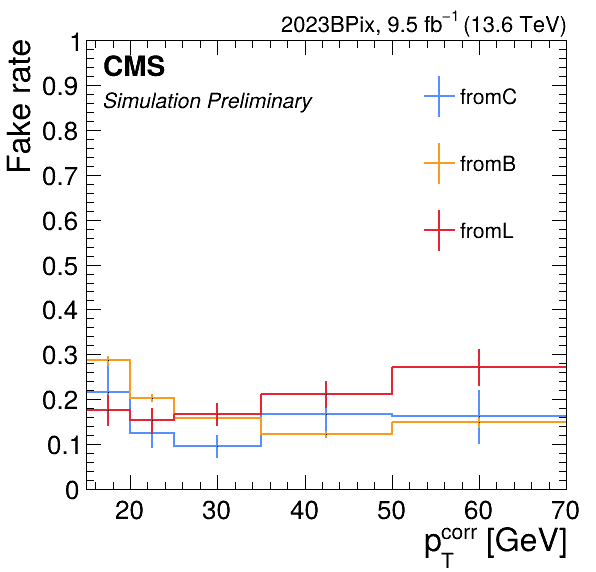 2023BPix, 9.5 fb⁻¹ (13.6 TeV)
CMS
Simulation Preliminary
fromC
fromB
fromL
Fake rate
1
0.9
0.8
0.7
0.6
0.5
0.4
0.3
0.2
0.1
0
20 30 40 50 60 70
p_T^corr [GeV]